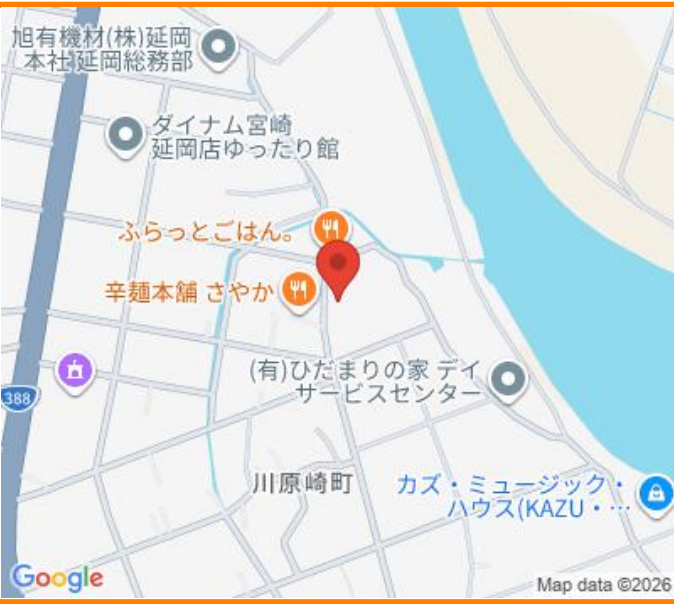 旭有機材(株)延岡
本社 延岡総務部
ダイナム宮崎
延岡店ゆったり館
ふらっとごはん。
辛麺本舗 さやか
(有)ひだまりの家 デイ
サービスセンター
388
川原崎町
カズ・ミュージック・
ハウス(KAZU・…
Google
Map data ©2026